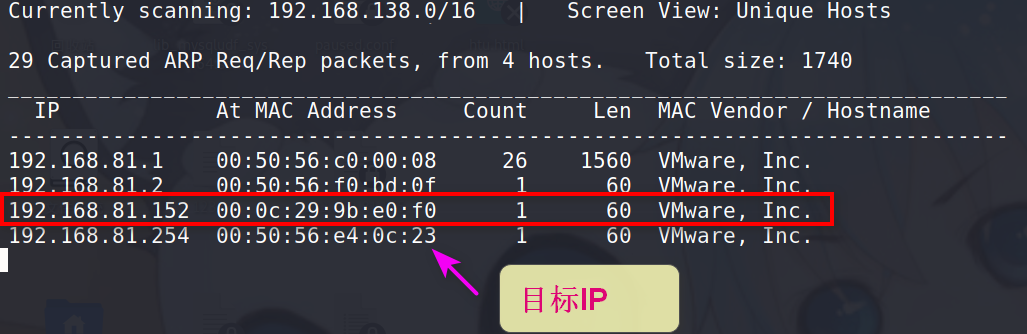 Currently scanning: 192.168.138.0/16   |   Screen View: Unique Hosts
29 Captured ARP Req/Rep packets, from 4 hosts.   Total size: 1740
_____________________________________________________________________________
IP            At MAC Address     Count     Len  MAC Vendor / Hostname
-----------------------------------------------------------------------------
192.168.81.1    00:50:56:c0:00:08     26    1560  VMware, Inc.
192.168.81.2    00:50:56:f0:bd:0f      1      60  VMware, Inc.
192.168.81.152  00:0c:29:9b:e0:f0      1      60  VMware, Inc.
192.168.81.254  00:50:56:e4:0c:23      1      60  VMware, Inc.
目标IP